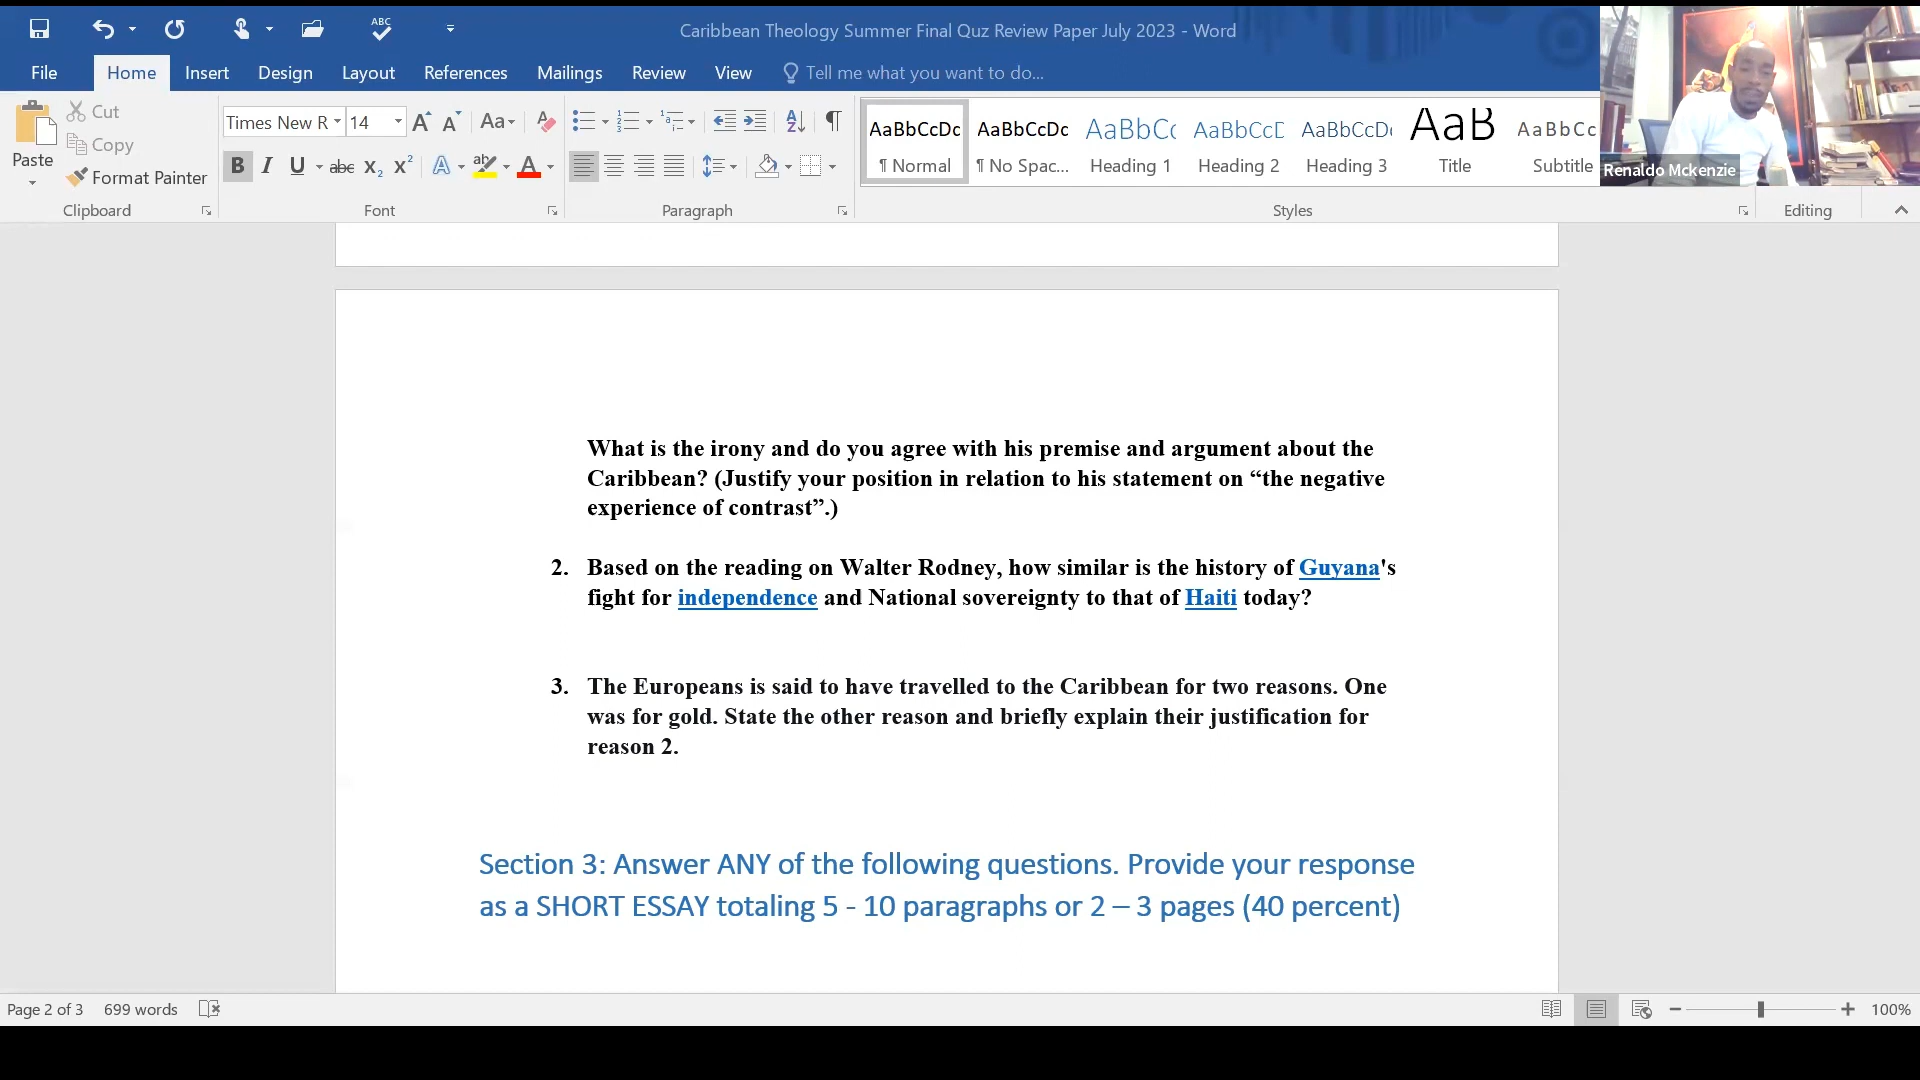 ABC
Caribbean Theology Summer Final Quz Review Paper July 2023 - Word
File Home Insert Design Layout References Mailings Review View Tell me what you want to do...
Paste
Cut
Copy
Format Painter
Clipboard
Times New R 14 Aa
B I U abc X₂ X² A ab A
Font
Paragraph
AaBbCcDc AaBbCcDc AaBbCc AaBbCcD AaBbCcDc AaB AaBbCc
¶ Normal ¶ No Spac... Heading 1 Heading 2 Heading 3 Title Subtitle
Styles
Editing
Renaldo Mckenzie
What is the irony and do you agree with his premise and argument about the
Caribbean? (Justify your position in relation to his statement on “the negative
experience of contrast”.)
2. Based on the reading on Walter Rodney, how similar is the history of Guyana's
fight for independence and National sovereignty to that of Haiti today?
3. The Europeans is said to have travelled to the Caribbean for two reasons. One
was for gold. State the other reason and briefly explain their justification for
reason 2.
Section 3: Answer ANY of the following questions. Provide your response
as a SHORT ESSAY totaling 5 - 10 paragraphs or 2 – 3 pages (40 percent)
Page 2 of 3 699 words
100%